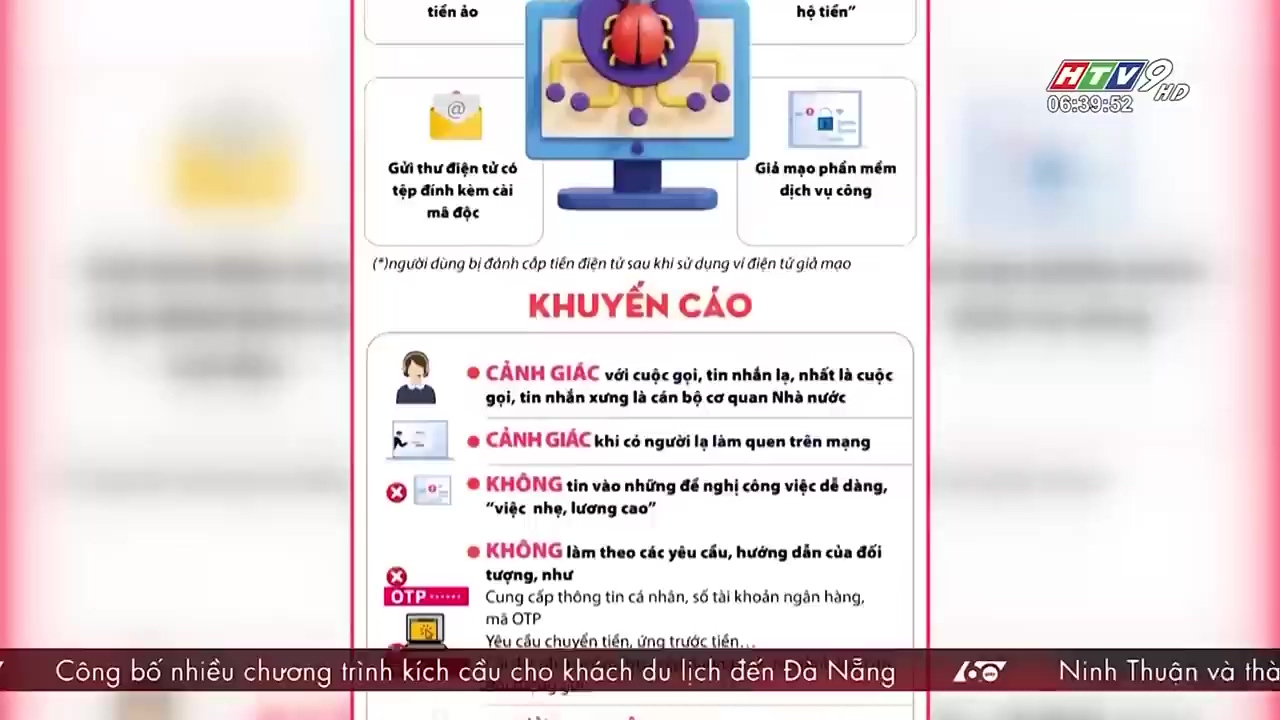 tiền ảo
hộ tiền”
HTV9 HD
06:39:52
@
Gửi thư điện tử có
tệp đính kèm cài
mã độc
Giả mạo phần mềm
dịch vụ công
(*)người dùng bị đánh cắp tiền điện tử sau khi sử dụng ví điện tử giả mạo
KHUYẾN CÁO
CẢNH GIÁC với cuộc gọi, tin nhắn lạ, nhất là cuộc
gọi, tin nhắn xưng là cán bộ cơ quan Nhà nước
CẢNH GIÁC khi có người lạ làm quen trên mạng
KHÔNG tin vào những đề nghị công việc dễ dàng,
“việc nhẹ, lương cao”
KHÔNG làm theo các yêu cầu, hướng dẫn của đối
tượng, như
OTP ······
Cung cấp thông tin cá nhân, số tài khoản ngân hàng,
mã OTP
Yêu cầu chuyển tiền, ứng trước tiền...
Công bố nhiều chương trình kích cầu cho khách du lịch đến Đà Nẵng
60
Ninh Thuận và thà